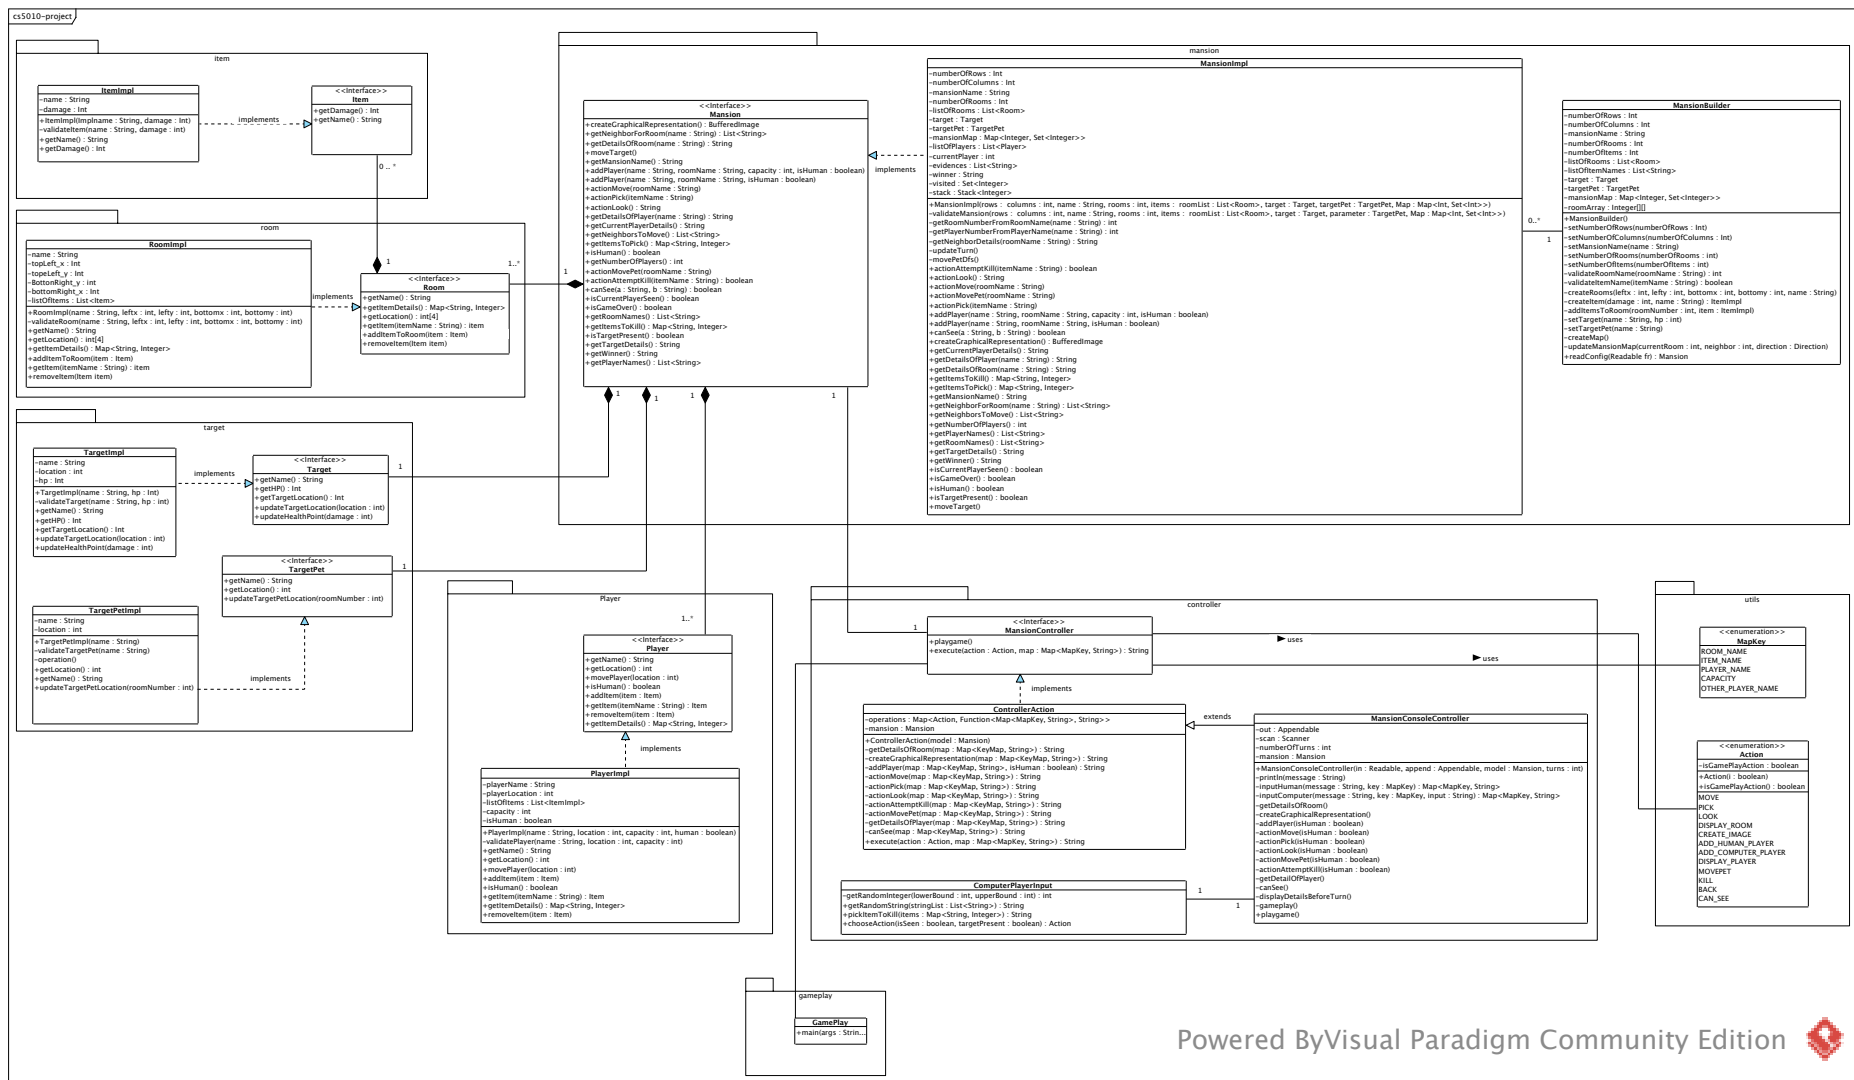 cs5010-project
item
ItemImpl
-name : String
-damage : Int
+ItemImpl(Implname : String, damage : Int)
-validateItem(name : String, damage : int)
+getName() : String
+getDamage() : Int
implements
<<Interface>>
Item
+getDamage() : Int
+getName() : String
0 .. *
room
RoomImpl
-name : String
-topLeft_x : Int
-topeLeft_y : Int
-BottonRight_y : int
-bottomRight_x : Int
-listOfItems : List<Item>
+RoomImpl(name : String, leftx : int, lefty : int, bottomx : int, bottomy : int)
-validateRoom(name : String, leftx : int, lefty : int, bottomx : int, bottomy : int)
+getName() : String
+getLocation() : int[4]
+getItemDetails() : Map<String, Integer>
+addItemToRoom(item : Item)
+getItem(itemName : String) : item
+removeItem(Item item)
implements
1
<<Interface>>
Room
+getName() : String
+getItemDetails() : Map<String, Integer>
+getLocation() : int[4]
+getItem(itemName : String) : item
+addItemToRoom(item : Item)
+removeItem(Item item)
1..*
1
target
TargetImpl
-name : String
-location : int
-hp : Int
+TargetImpl(name : String, hp : Int)
-validateTarget(name : String, hp : int)
+getName() : String
+getHP() : Int
+getTargetLocation() : Int
+updateTargetLocation(location : int)
+updateHealthPoint(damage : int)
implements
<<Interface>>
Target
+getName() : String
+getHP() : Int
+getTargetLocation() : Int
+updateTargetLocation(location : int)
+updateHealthPoint(damage : int)
1
<<Interface>>
TargetPet
+getName() : String
+getLocation() : int
+updateTargetPetLocation(roomNumber : int)
1
TargetPetImpl
-name : String
-location : int
+TargetPetImpl(name : String)
-validateTargetPet(name : String)
-operation()
+getLocation() : int
+getName() : String
+updateTargetPetLocation(roomNumber : int)
implements
mansion
<<Interface>>
Mansion
+createGraphicalRepresentation() : BufferedImage
+getNeighborForRoom(name : String) : List<String>
+getDetailsOfRoom(name : String) : String
+moveTarget()
+getMansionName() : String
+addPlayer(name : String, roomName : String, capacity : int, isHuman : boolean)
+addPlayer(name : String, roomName : String, isHuman : boolean)
+actionMove(roomName : String)
+actionPick(itemName : String)
+actionLook() : String
+getDetailsOfPlayer(name : String) : String
+getCurrentPlayerDetails() : String
+getNeighborsToMove() : List<String>
+getItemsToPick() : Map<String, Integer>
+isHuman() : boolean
+getNumberOfPlayers() : int
+actionMovePet(roomName : String)
+actionAttemptKill(itemName : String) : boolean
+canSee(a : String, b : String) : boolean
+isCurrentPlayerSeen() : boolean
+isGameOver() : boolean
+getRoomNames() : List<String>
+getItemsToKill() : Map<String, Integer>
+isTargetPresent() : boolean
+getTargetDetails() : String
+getWinner() : String
+getPlayerNames() : List<String>
1
1
1
1
implements
MansionImpl
-numberOfRows : Int
-numberOfColumns : Int
-mansionName : String
-numberOfRooms : Int
-listOfRooms : List<Room>
-target : Target
-targetPet : TargetPet
-mansionMap : Map<Integer, Set<Integer>>
-listOfPlayers : List<Player>
-currentPlayer : int
-evidences : List<String>
-winner : String
-visited : Set<Integer>
-stack : Stack<Integer>
+MansionImpl(rows : columns : int, name : String, rooms : int, items : roomList : List<Room>, target : Target, targetPet : TargetPet, Map : Map<Int, Set<Int>>)
-validateMansion(rows : columns : int, name : String, rooms : int, items : roomList : List<Room>, target : Target, parameter : TargetPet, Map : Map<Int, Set<Int>>)
-getRoomNumberFromRoomName(name : String) : int
-getPlayerNumberFromPlayerName(name : String) : int
-getNeighborDetails(roomName : String) : String
-updateTurn()
-movePetDfs()
+actionAttemptKill(itemName : String) : boolean
+actionLook() : String
+actionMove(roomName : String)
+actionMovePet(roomName : String)
+actionPick(itemName : String)
+addPlayer(name : String, roomName : String, capacity : int, isHuman : boolean)
+addPlayer(name : String, roomName : String, isHuman : boolean)
+canSee(a : String, b : String) : boolean
+createGraphicalRepresentation() : BufferedImage
+getCurrentPlayerDetails() : String
+getDetailsOfPlayer(name : String) : String
+getDetailsOfRoom(name : String) : String
+getItemsToKill() : Map<String, Integer>
+getItemsToPick() : Map<String, Integer>
+getMansionName() : String
+getNeighborForRoom(name : String) : List<String>
+getNeighborsToMove() : List<String>
+getNumberOfPlayers() : int
+getPlayerNames() : List<String>
+getRoomNames() : List<String>
+getTargetDetails() : String
+getWinner() : String
+isCurrentPlayerSeen() : boolean
+isGameOver() : boolean
+isHuman() : boolean
+isTargetPresent() : boolean
+moveTarget()
0..*
1
MansionBuilder
-numberOfRows : Int
-numberOfColumns : Int
-mansionName : String
-numberOfRooms : Int
-numberOfItems : Int
-listOfRooms : List<Room>
-listOfItemNames : List<String>
-target : Target
-targetPet : TargetPet
-mansionMap : Map<Integer, Set<Integer>>
-roomArray : Integer[][]
+MansionBuilder()
-setNumberOfRows(numberOfRows : Int)
-setNumberOfColumns(numberOfColumns : Int)
-setMansionName(name : String)
-setNumberOfRooms(numberOfRooms : int)
-setNumberOfItems(numberOfItems : int)
-validateRoomName(roomName : String) : int
-validateItemName(itemName : String) : boolean
-createRooms(leftx : int, lefty : int, bottomx : int, bottomy : int, name : String)
-createItem(damage : int, name : String) : ItemImpl
-addItemsToRoom(roomNumber : int, item : ItemImpl)
-setTarget(name : String, hp : int)
-setTargetPet(name : String)
-createMap()
-updateMansionMap(currentRoom : int, neighbor : int, direction : Direction)
+readConfig(Readable fr) : Mansion
Player
1..*
<<Interface>>
Player
+getName() : String
+getLocation() : int
+movePlayer(location : int)
+isHuman() : boolean
+addItem(item : Item)
+getItem(itemName : String) : Item
+removeItem(item : Item)
+getItemDetails() : Map<String, Integer>
implements
PlayerImpl
-playerName : String
-playerLocation : int
-listOfItems : List<ItemImpl>
-capacity : int
-isHuman : boolean
+PlayerImpl(name : String, location : int, capacity : int, human : boolean)
-validatePlayer(name : String, location : int, capacity : int)
+getName() : String
+getLocation() : int
+movePlayer(location : int)
+addItem(item : Item)
+isHuman() : boolean
+getItem(itemName : String) : Item
+getItemDetails() : Map<String, Integer>
+removeItem(item : Item)
controller
1
<<Interface>>
MansionController
+playgame()
+execute(action : Action, map : Map<MapKey, String>) : String
uses
uses
implements
ControllerAction
-operations : Map<Action, Function<Map<MapKey, String>, String>>
-mansion : Mansion
+ControllerAction(model : Mansion)
-getDetailsOfRoom(map : Map<KeyMap, String>) : String
-createGraphicalRepresentation(map : Map<KeyMap, String>) : String
-addPlayer(map : Map<KeyMap, String>, isHuman : boolean) : String
-actionMove(map : Map<KeyMap, String>) : String
-actionPick(map : Map<KeyMap, String>) : String
-actionLook(map : Map<KeyMap, String>) : String
-actionAttemptKill(map : Map<KeyMap, String>) : String
-actionMovePet(map : Map<KeyMap, String>) : String
-getDetailsOfPlayer(map : Map<KeyMap, String>) : String
-canSee(map : Map<KeyMap, String>) : String
+execute(action : Action, map : Map<MapKey, String>) : String
extends
MansionConsoleController
-out : Appendable
-scan : Scanner
-numberOfTurns : int
-mansion : Mansion
+MansionConsoleController(in : Readable, append : Appendable, model : Mansion, turns : int)
-println(message : String)
-inputHuman(message : String, key : MapKey) : Map<MapKey, String>
-inputComputer(message : String, key : MapKey, input : String) : Map<MapKey, String>
-getDetailsOfRoom()
-createGraphicalRepresentation()
-addPlayer(isHuman : boolean)
-actionMove(isHuman : boolean)
-actionPick(isHuman : boolean)
-actionLook(isHuman : boolean)
-actionMovePet(isHuman : boolean)
-actionAttemptKill(isHuman : boolean)
-getDetailOfPlayer()
-canSee()
-displayDetailsBeforeTurn()
-gameplay()
+playgame()
ComputerPlayerInput
-getRandomInteger(lowerBound : int, upperBound : int) : int
+getRandomString(stringList : List<String>) : String
+pickItemToKill(items : Map<String, Integer>) : String
+chooseAction(isSeen : boolean, targetPresent : boolean) : Action
1
1
utils
<<enumeration>>
MapKey
ROOM_NAME
ITEM_NAME
PLAYER_NAME
CAPACITY
OTHER_PLAYER_NAME
<<enumeration>>
Action
-isGamePlayAction : boolean
+Action(i : boolean)
+isGamePlayAction() : boolean
MOVE
PICK
LOOK
DISPLAY_ROOM
CREATE_IMAGE
ADD_HUMAN_PLAYER
ADD_COMPUTER_PLAYER
DISPLAY_PLAYER
MOVEPET
KILL
BACK
CAN_SEE
gameplay
GamePlay
+main(args : Strin...
Powered ByVisual Paradigm Community Edition